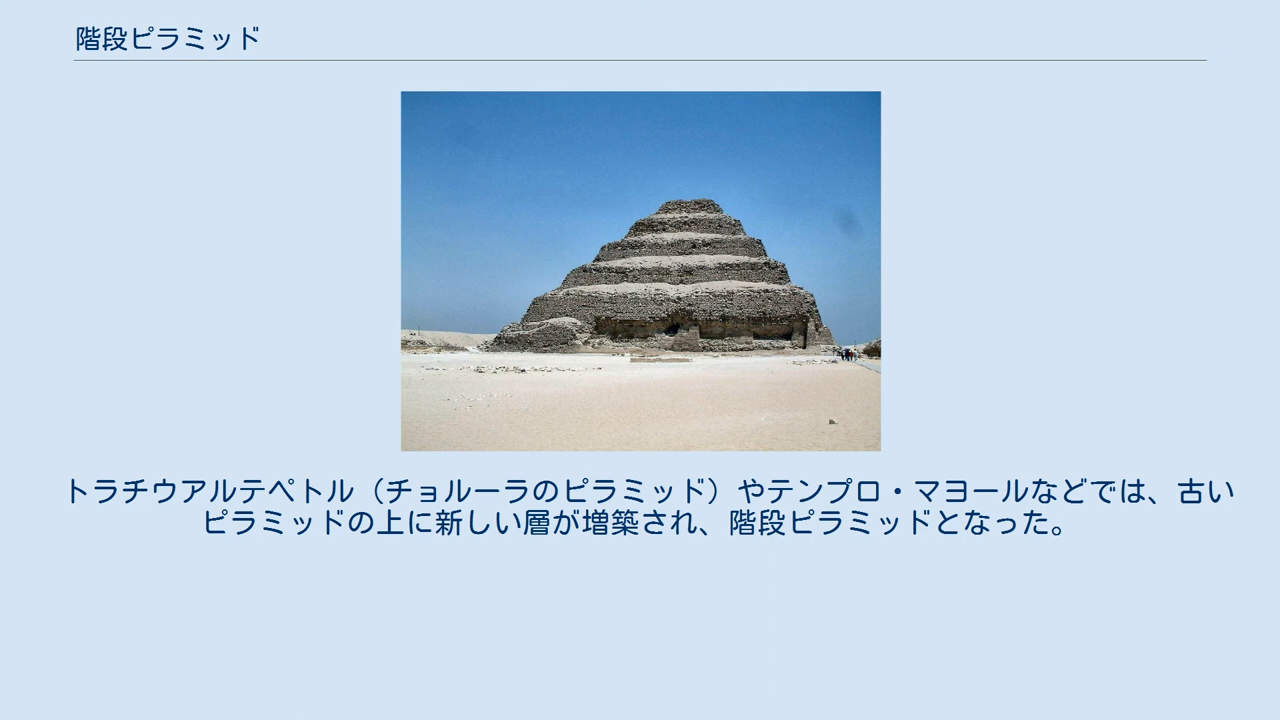 階段ピラミッド
トラチウアルテペトル（チョルーラのピラミッド）やテンプロ・マヨールなどでは、古い
ピラミッドの上に新しい層が増築され、階段ピラミッドとなった。